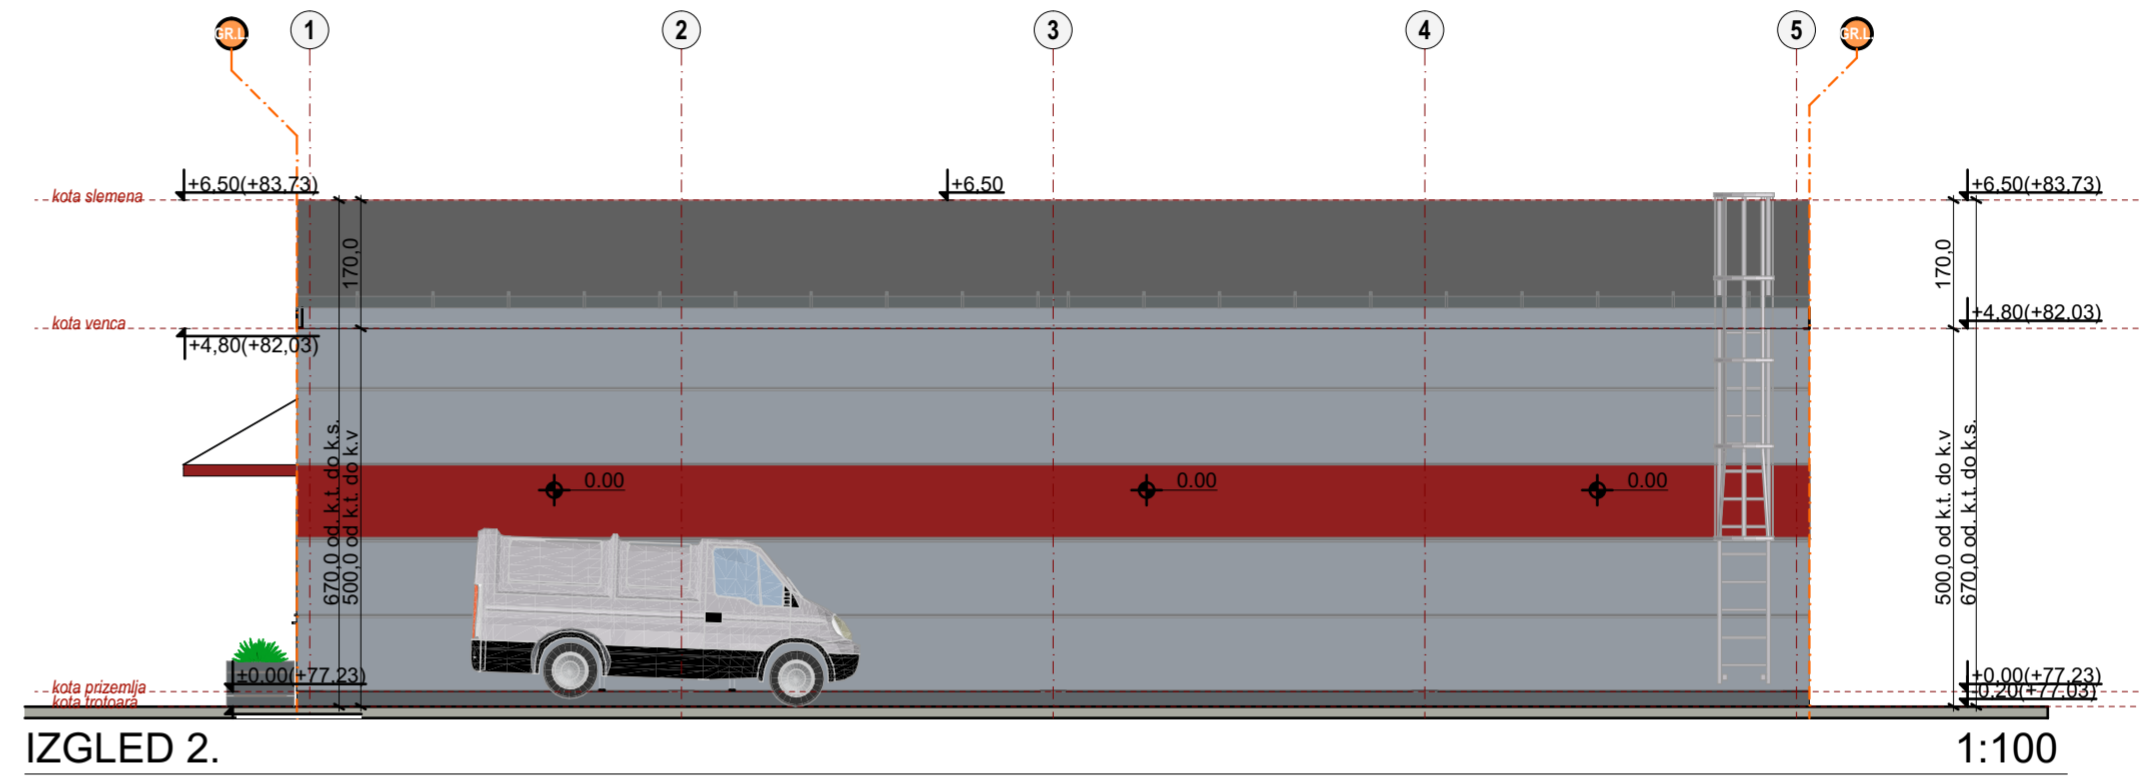 GR.L. 1 2 3 4 5 GR.L.
kota slemena +6,50(+83,73) +6,50 +6,50(+83,73)
170,0 170,0
kota venca +4,80(+82,03)
+4,80(+82,03)
670,0 od. k.t. do k.s.
500,0 od k.t. do k.v
0.00 0.00 0.00
500,0 od k.t. do k.v
670,0 od. k.t. do k.s.
kota prizemlja ±0,00(+77,23) ±0,00(+77,23)
kota trotoara -0,20(+77,03)
IZGLED 2. 1:100